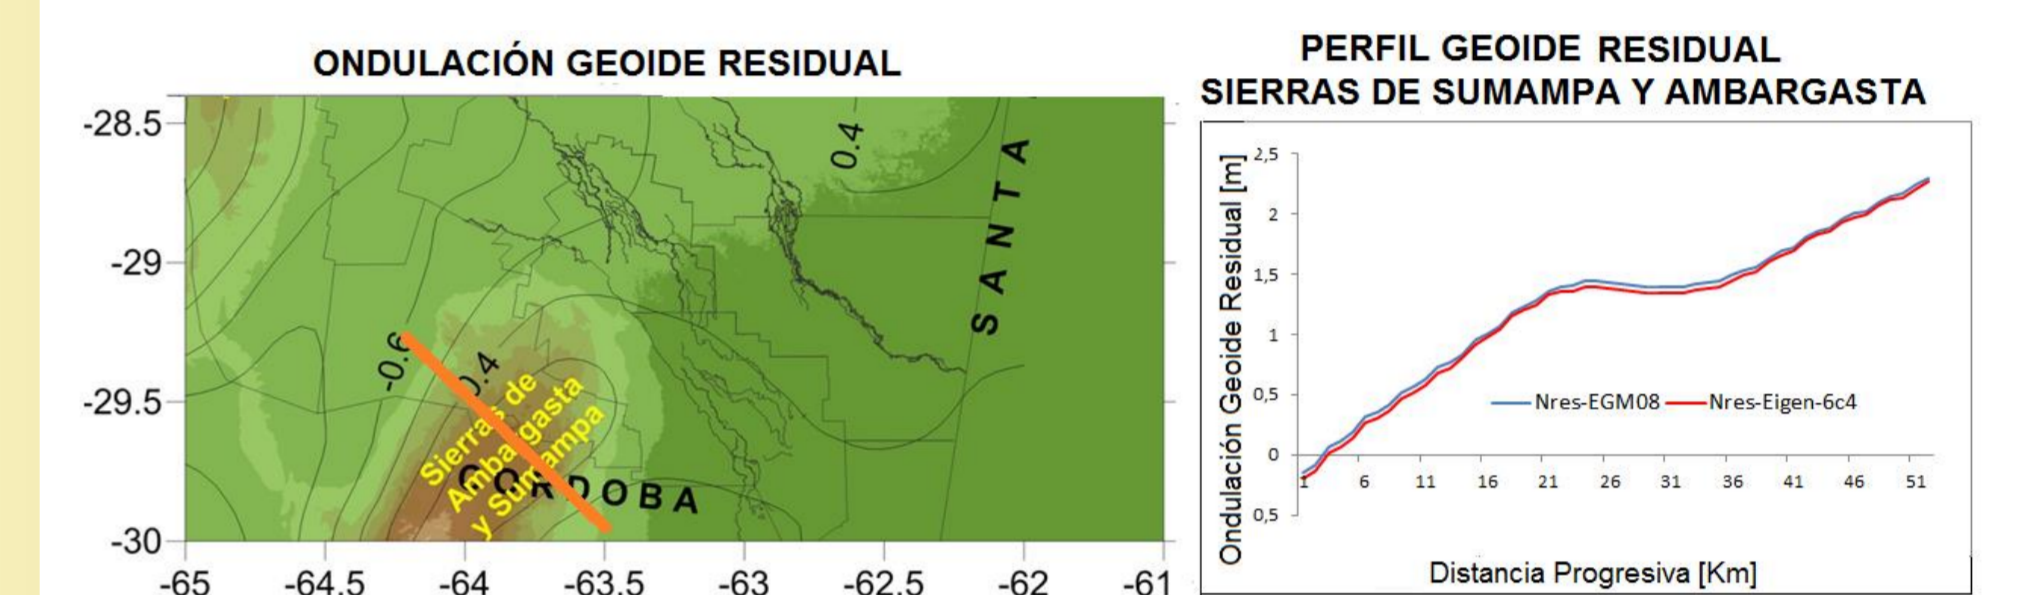 ONDULACIÓN GEOIDE RESIDUAL
-28.5
-29
-29.5
-30
-65
-64.5
-64
-63.5
-63
-62.5
-62
-61
0.4
-0.6
0.4
SANTA
Sierras de
Ambargasta
y Sumampa
CORDOBA
PERFIL GEOIDE RESIDUAL
SIERRAS DE SUMAMPA Y AMBARGASTA
Ondulación Geoide Residual [m]
2,5
2
1,5
1
0,5
0
0,5
1
6
11
16
21
26
31
36
41
46
51
Nres-EGM08
Nres-Eigen-6c4
Distancia Progresiva [Km]